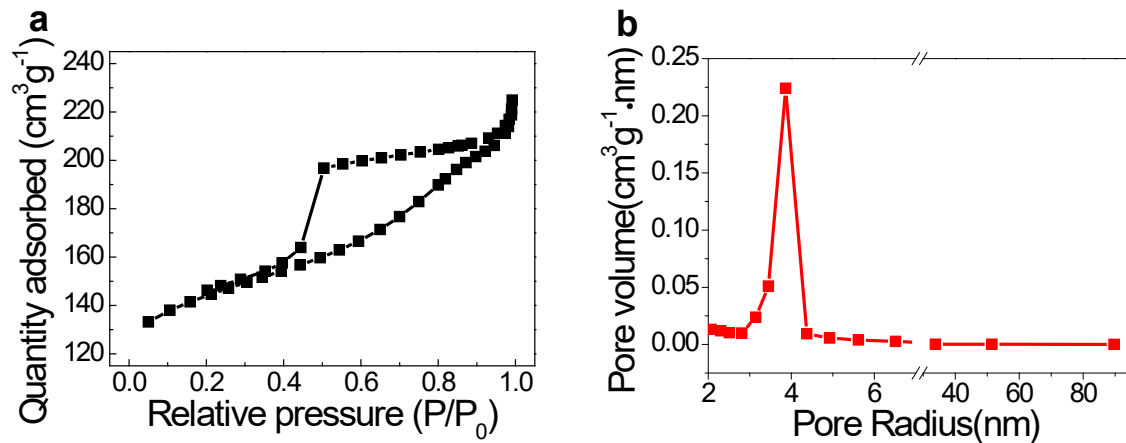 a
240
220
200
180
160
140
120
0.0 0.2 0.4 0.6 0.8 1.0
Quantity adsorbed (cm³g⁻¹)
Relative pressure (P/P₀)
b
0.25
0.20
0.15
0.10
0.05
0.00
2 4 6 40 60 80
Pore volume(cm³g⁻¹·nm)
Pore Radius(nm)